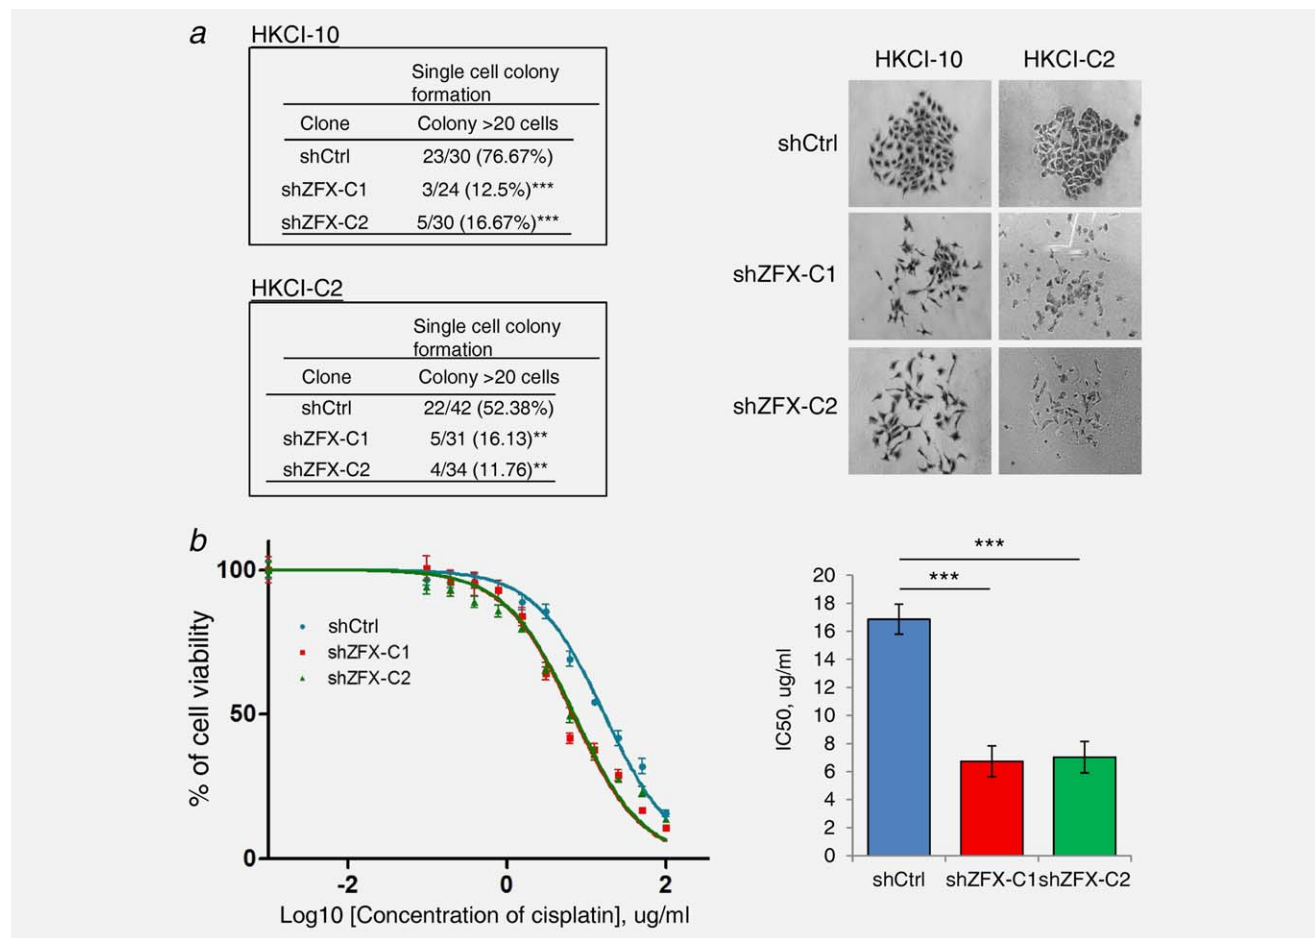 a
HKCI-10
Single cell colony
formation
Clone Colony >20 cells
shCtrl 23/30 (76.67%)
shZFX-C1 3/24 (12.5%)***
shZFX-C2 5/30 (16.67%)***
HKCI-C2
Single cell colony
formation
Clone Colony >20 cells
shCtrl 22/42 (52.38%)
shZFX-C1 5/31 (16.13)**
shZFX-C2 4/34 (11.76)**
HKCI-10 HKCI-C2
shCtrl
shZFX-C1
shZFX-C2
b
% of cell viability
100
50
0
shCtrl
shZFX-C1
shZFX-C2
-2 0 2
Log10 [Concentration of cisplatin], ug/ml
***
***
IC50, ug/ml
20
18
16
14
12
10
8
6
4
2
0
shCtrl shZFX-C1 shZFX-C2